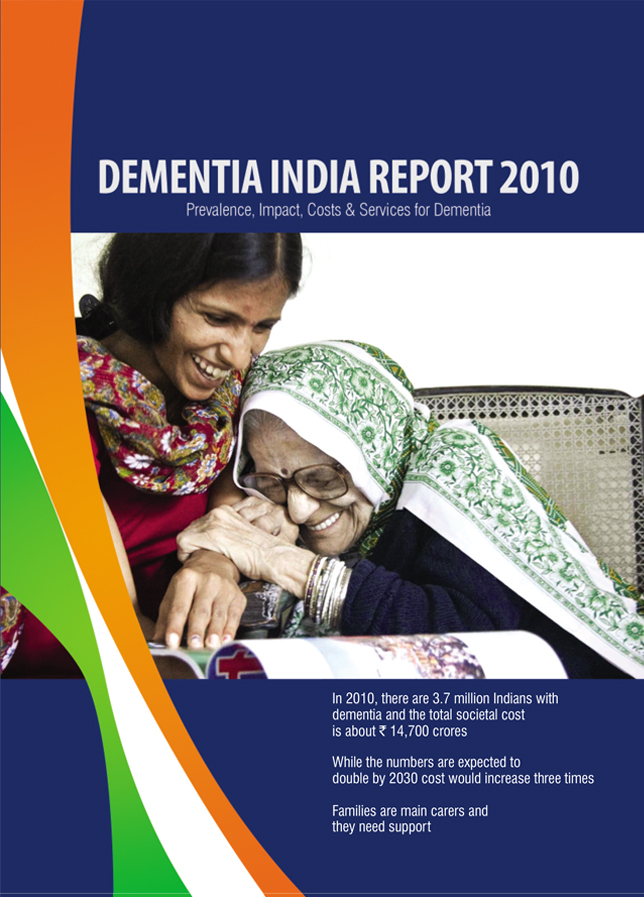 DEMENTIA INDIA REPORT 2010
Prevalence, Impact, Costs & Services for Dementia
In 2010, there are 3.7 million Indians with
dementia and the total societal cost
is about ₹ 14,700 crores
While the numbers are expected to
double by 2030 cost would increase three times
Families are main carers and
they need support